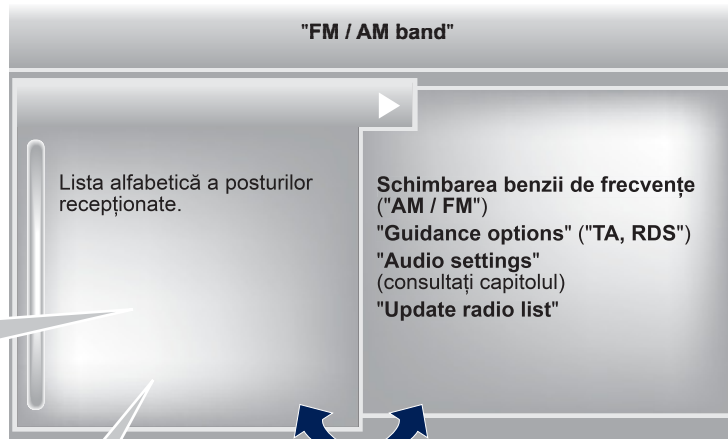 "FM / AM band"
Lista alfabetică a posturilor
recepționate.
Schimbarea benzii de frecvențe
("AM / FM")
"Guidance options" ("TA, RDS")
"Audio settings"
(consultați capitolul)
"Update radio list"